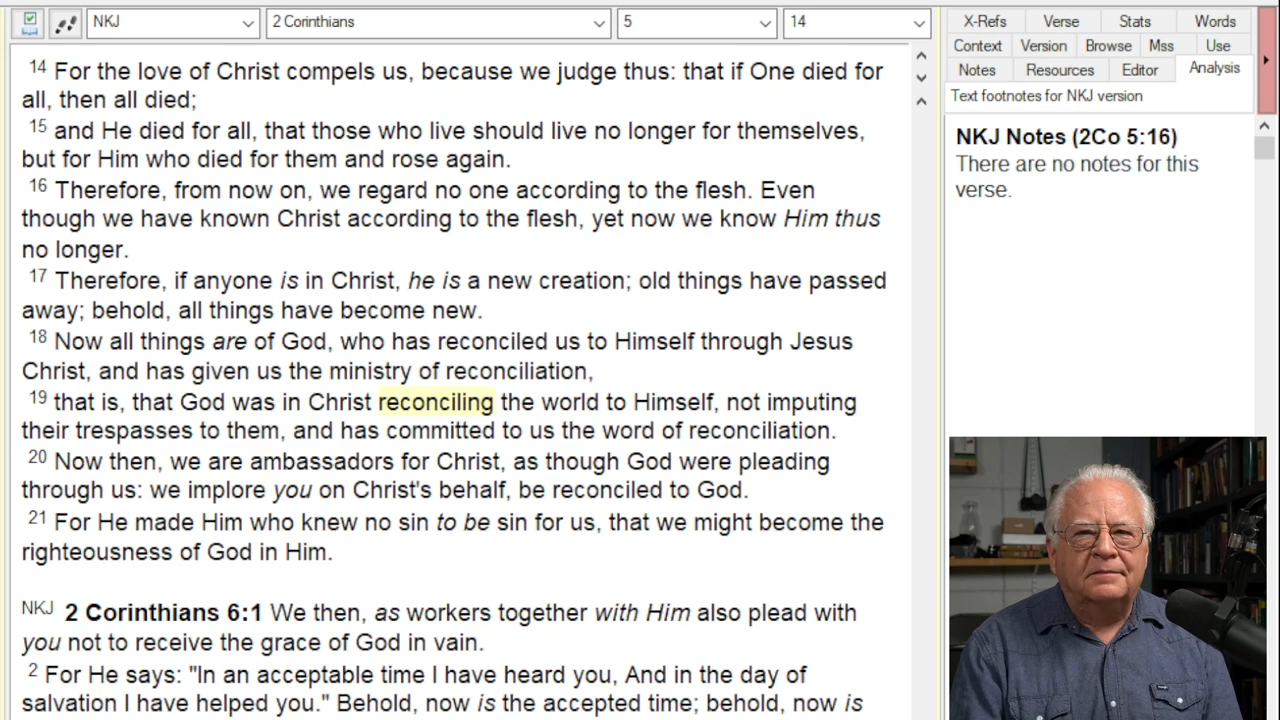 NKJ 2 Corinthians 5 14
14 For the love of Christ compels us, because we judge thus: that if One died for
all, then all died;
15 and He died for all, that those who live should live no longer for themselves,
but for Him who died for them and rose again.
16 Therefore, from now on, we regard no one according to the flesh. Even
though we have known Christ according to the flesh, yet now we know Him thus
no longer.
17 Therefore, if anyone is in Christ, he is a new creation; old things have passed
away; behold, all things have become new.
18 Now all things are of God, who has reconciled us to Himself through Jesus
Christ, and has given us the ministry of reconciliation,
19 that is, that God was in Christ reconciling the world to Himself, not imputing
their trespasses to them, and has committed to us the word of reconciliation.
20 Now then, we are ambassadors for Christ, as though God were pleading
through us: we implore you on Christ's behalf, be reconciled to God.
21 For He made Him who knew no sin to be sin for us, that we might become the
righteousness of God in Him.
NKJ 2 Corinthians 6:1 We then, as workers together with Him also plead with
you not to receive the grace of God in vain.
2 For He says: "In an acceptable time I have heard you, And in the day of
salvation I have helped you." Behold, now is the accepted time; behold, now is
X-Refs Verse Stats Words
Context Version Browse Mss Use
Notes Resources Editor Analysis
Text footnotes for NKJ version
NKJ Notes (2Co 5:16)
There are no notes for this
verse.